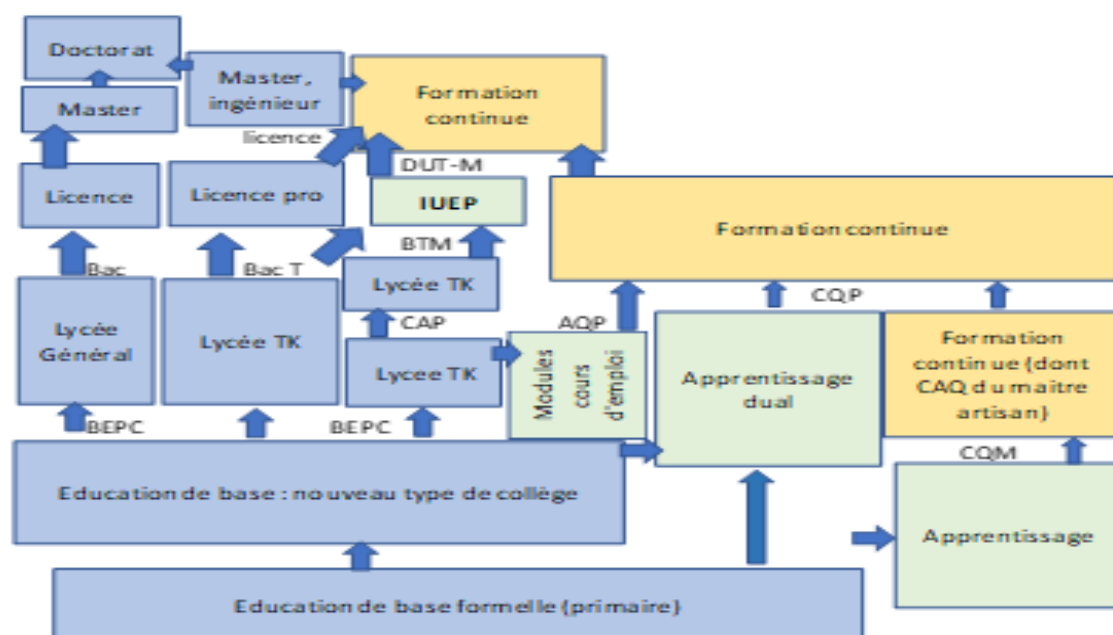 Doctorat
Master,
ingénieur
Formation
continue
Master
licence
DUT-M
Licence
Licence pro
IUEP
Formation continue
BTM
Bac
Bac T
Lycée TK
CQP
CAP
AQP
Lycée
Général
Lycée TK
Lycee TK
Modules
cours
d'emploi
Apprentissage
dual
Formation
continue (dont
CAQ du maitre
artisan)
BEPC
BEPC
CQM
Education de base : nouveau type de collège
Apprentissage
Education de base formelle (primaire)